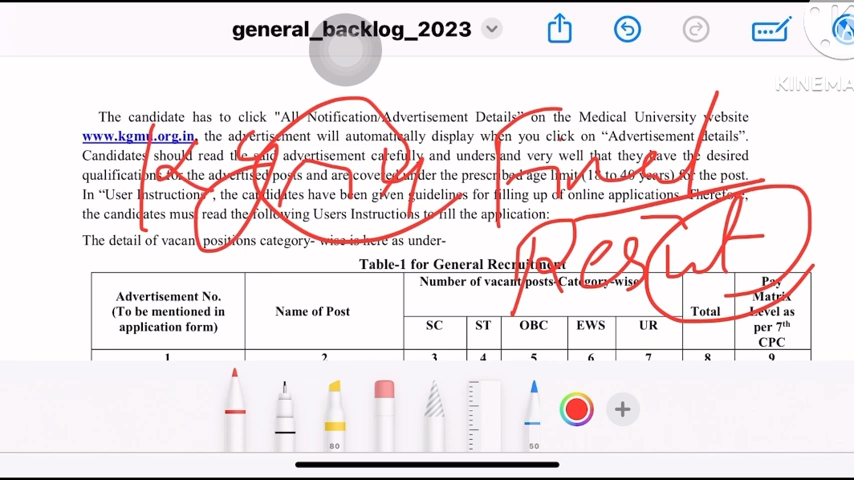 general_backlog_2023
KINEMA
The candidate has to click "All Notification/Advertisement Details" on the Medical University website
www.kgmu.org.in, the advertisement will automatically display when you click on “Advertisement details”.
Candidates should read the said advertisement carefully and understand very well that they have the desired
qualifications for the advertised posts and are covered under the prescribed age limit (18 to 40 years) for the post.
In “User Instructions”, the candidates have been given guidelines for filling up of online applications. Therefore,
the candidates must read the following Users Instructions to fill the application:
The detail of vacant positions category- wise is here as under-
Kgmu Final
Result
Table-1 for General Recruitment
Advertisement No. (To be mentioned in application form)
Name of Post
Number of vacant posts-Category-wise
SC ST OBC EWS UR
Total
Pay Matrix Level as per 7th CPC
1 2 3 4 5 6 7 8 9
80 50